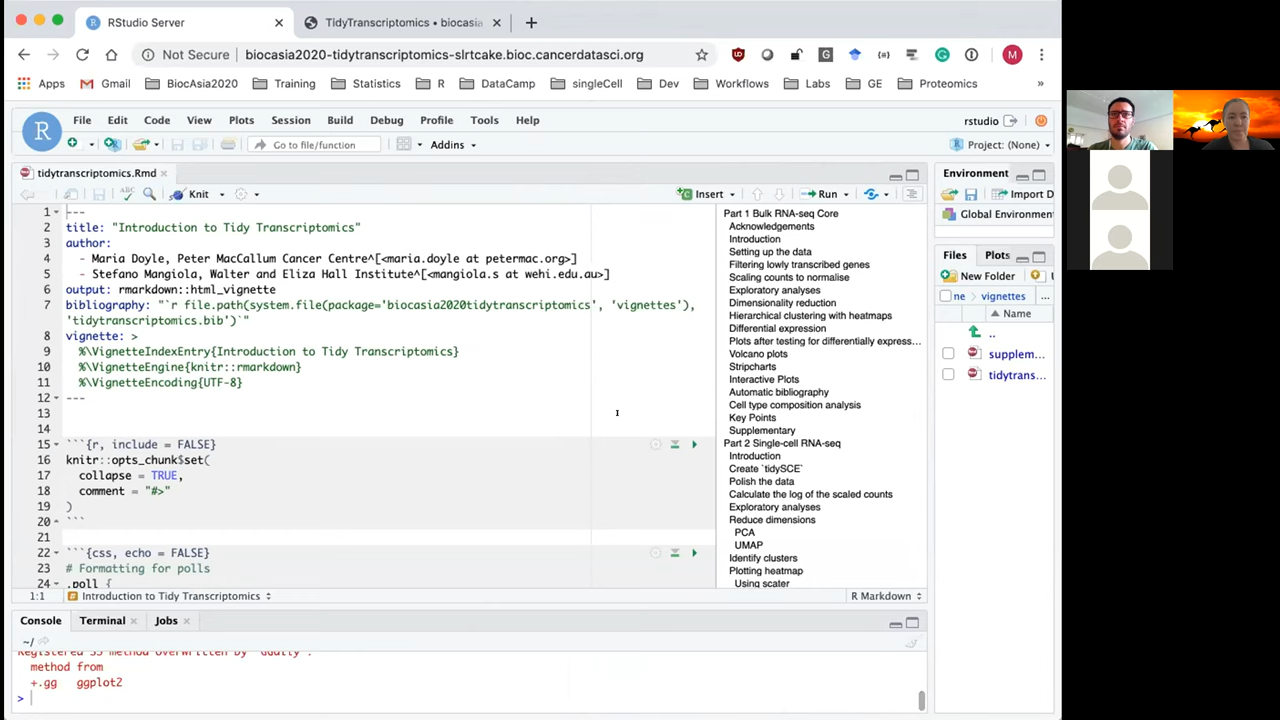 RStudio Server
TidyTranscriptomics • biocasia
Not Secure biocasia2020-tidytranscriptomics-slrtcake.bioc.cancerdatasci.org
M
Apps Gmail BiocAsia2020 Training Statistics R DataCamp singleCell Dev Workflows Labs GE Proteomics »
R File Edit Code View Plots Session Build Debug Profile Tools Help rstudio
Go to file/function Addins Project: (None)
tidytranscriptomics.Rmd
Knit Insert Run
1 ---
2 title: "Introduction to Tidy Transcriptomics"
3 author:
4 - Maria Doyle, Peter MacCallum Cancer Centre^[<maria.doyle at petermac.org>]
5 - Stefano Mangiola, Walter and Eliza Hall Institute^[<mangiola.s at wehi.edu.au>]
6 output: rmarkdown::html_vignette
7 bibliography: "`r file.path(system.file(package='biocasia2020tidytranscriptomics', 'vignettes'),
'tidytranscriptomics.bib')`"
8 vignette: >
9 %\VignetteIndexEntry{Introduction to Tidy Transcriptomics}
10 %\VignetteEngine{knitr::rmarkdown}
11 %\VignetteEncoding{UTF-8}
12 ---
13
14
15 ```{r, include = FALSE}
16 knitr::opts_chunk$set(
17 collapse = TRUE,
18 comment = "#>"
19 )
20 ```
21
22 ```{css, echo = FALSE}
23 # Formatting for polls
24 .poll {
1:1 Introduction to Tidy Transcriptomics R Markdown
Part 1 Bulk RNA-seq Core
Acknowledgements
Introduction
Setting up the data
Filtering lowly transcribed genes
Scaling counts to normalise
Exploratory analyses
Dimensionality reduction
Hierarchical clustering with heatmaps
Differential expression
Plots after testing for differentially express...
Volcano plots
Stripcharts
Interactive Plots
Automatic bibliography
Cell type composition analysis
Key Points
Supplementary
Part 2 Single-cell RNA-seq
Introduction
Create `tidySCE`
Polish the data
Calculate the log of the scaled counts
Exploratory analyses
Reduce dimensions
PCA
UMAP
Identify clusters
Plotting heatmap
Using scater
Environment
Import D
Global Environment
Files Plots
New Folder
ne vignettes ...
Name
..
supplem...
tidytrans...
Console Terminal Jobs
~/
Registered S3 method overwritten by 'GGally':
method from
+.gg ggplot2
>